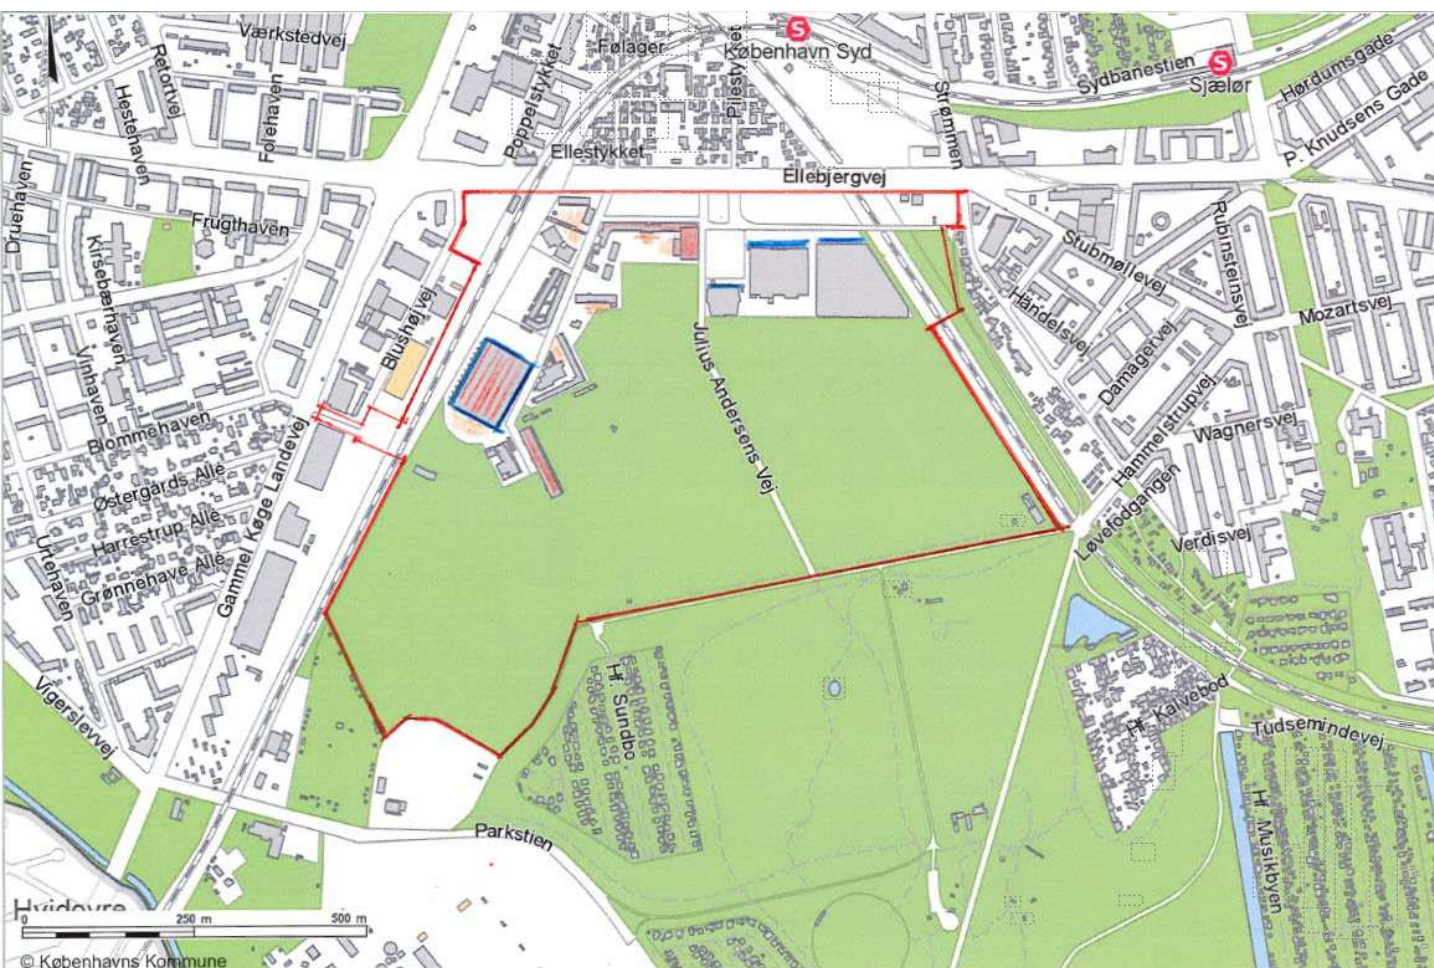 Værkstedvej
Følager
København Syd
Pilestykket
Sydbanestien
Sjælør
Hørdumsgade
P. Knudsens Gade
Retortvej
Hestehaven
Folehaven
Poppelstykket
Ellestykket
Strømmen
Ellebjergvej
Druehaven
Frugthaven
Kirsebærhaven
Stubmøllevej
Rubinsteinsvej
Mozartsvej
Händelsvej
Blushøjvej
Julius Andersens Vej
Damagervej
Vinhaven
Blommehaven
Hammelstrupvej
Wagnersvej
Gammel Køge Landevej
Østergårds Allé
Harrestrup Allé
Grønnehave Allé
Urtehaven
Løvefodgangen
Verdisvej
Hf. Sundbo
Hf. Kalvebod
Vigerslevvej
Tudsemindevej
Parkstien
Hf. Musikbyen
Hvidovre
0 250 m 500 m
© Københavns Kommune
S
S